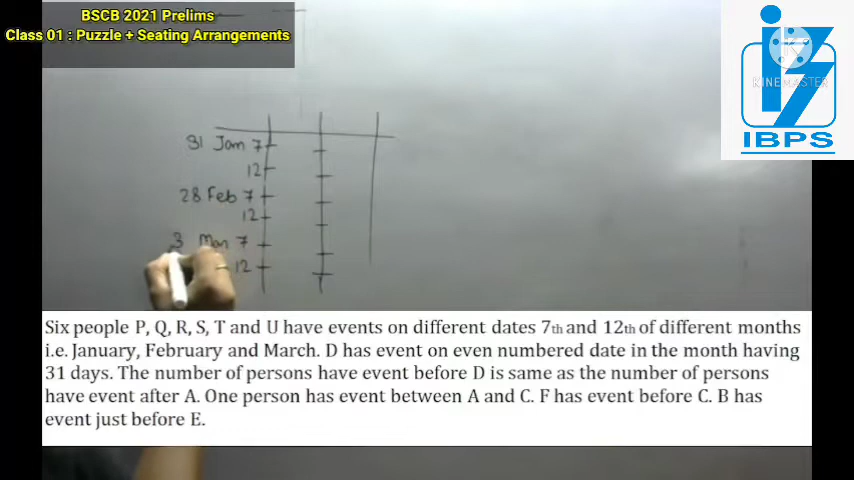 BSCB 2021 Prelims
Class 01 : Puzzle + Seating Arrangements
KINEMASTER
IBPS
31 Jan 7
12
28 Feb 7
12
3 Mar 7
12
Six people P, Q, R, S, T and U have events on different dates 7th and 12th of different months
i.e. January, February and March. D has event on even numbered date in the month having
31 days. The number of persons have event before D is same as the number of persons
have event after A. One person has event between A and C. F has event before C. B has
event just before E.